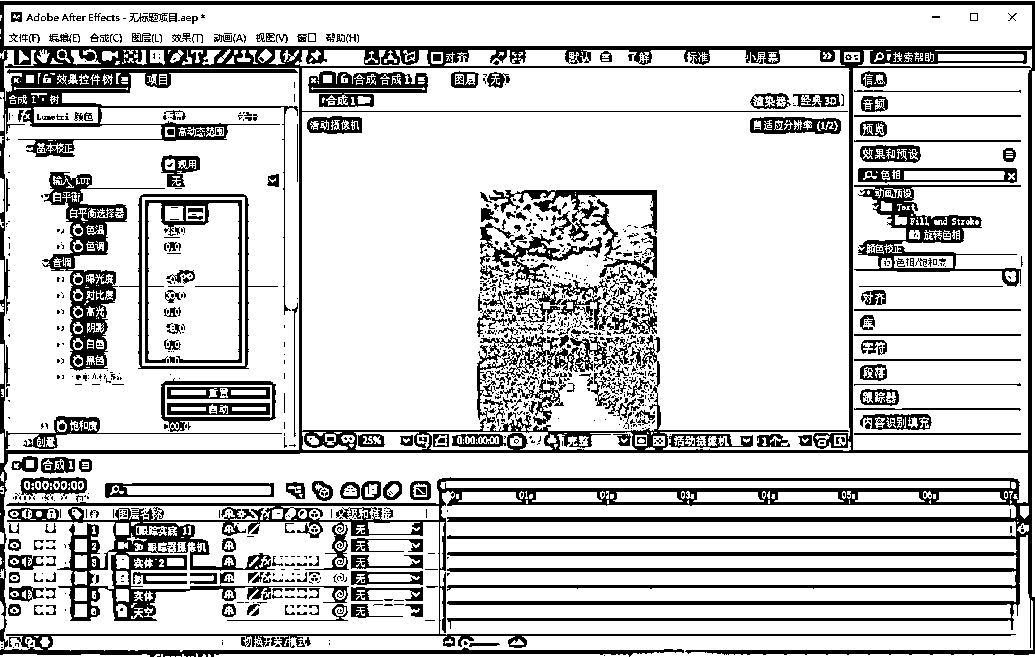 Adobe After Effects - 无标题项目.aep *
文件(F) 编辑(E) 合成(C) 图层(L) 效果(T) 动画(A) 视图(V) 窗口 帮助(H)
对齐 默认 了解 标准 小屏幕 搜索帮助
效果控件 树 项目
合成 1 · 树
Lumetri 颜色
高动态范围
基本校正
现用
输入 LUT 无
白平衡
白平衡选择器
色温
色调 0.0
音调
曝光度
对比度
高光 0.0
阴影
白色 0.0
黑色 0.0
重置
自动
饱和度 100.0
创意
合成 合成 1 图层 (无)
合成 1
渲染器: 经典 3D
活动摄像机
自适应分辨率 (1/2)
25% 0:00:00:00 完整 活动摄像机
信息
音频
预览
效果和预设
色相
动画预设
Text
Fill and Stroke
旋转色相
颜色校正
色相/饱和度
对齐
库
字符
段落
跟踪器
内容识别填充
合成 1
0:00:00:00
01s 02s 03s 04s 05s 06s 07s
图层名称 父级和链接
1 [跟踪实底 1] 无
2 3D 跟踪器摄像机 无
3 实体 2 无
4 树 无
5 实体 无
6 天空 无
切换开关/模式